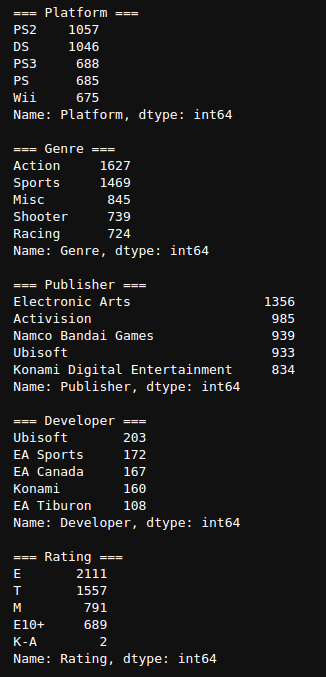 === Platform ===
PS2    1057
DS     1046
PS3     688
PS      685
Wii     675
Name: Platform, dtype: int64

=== Genre ===
Action     1627
Sports     1469
Misc        845
Shooter     739
Racing      724
Name: Genre, dtype: int64

=== Publisher ===
Electronic Arts                 1356
Activision                       985
Namco Bandai Games               939
Ubisoft                          933
Konami Digital Entertainment     834
Name: Publisher, dtype: int64

=== Developer ===
Ubisoft       203
EA Sports     172
EA Canada     167
Konami        160
EA Tiburon    108
Name: Developer, dtype: int64

=== Rating ===
E       2111
T       1557
M        791
E10+     689
K-A        2
Name: Rating, dtype: int64